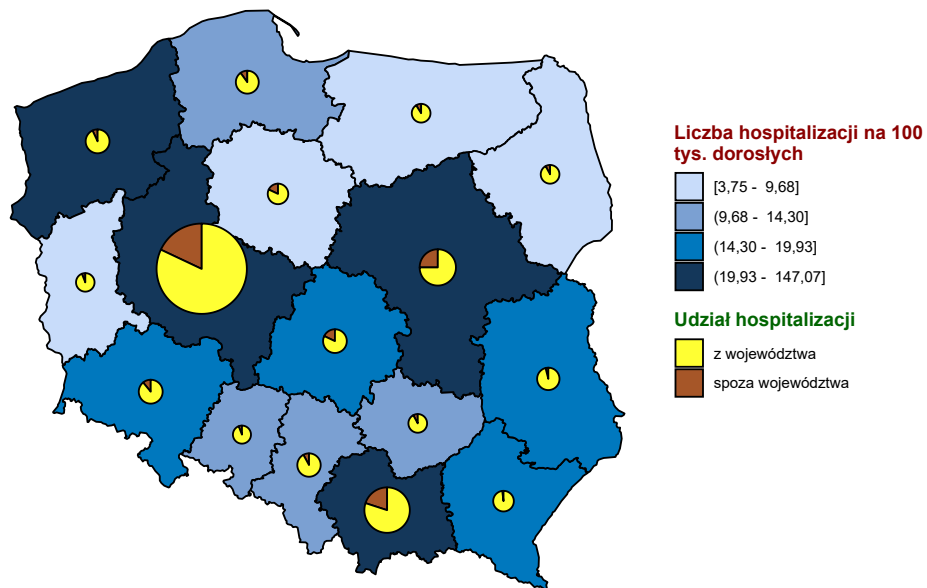 Liczba hospitalizacji na 100
tys. dorosłych
[3,75 - 9,68]
(9,68 - 14,30]
(14,30 - 19,93]
(19,93 - 147,07]
Udział hospitalizacji
z województwa
spoza województwa